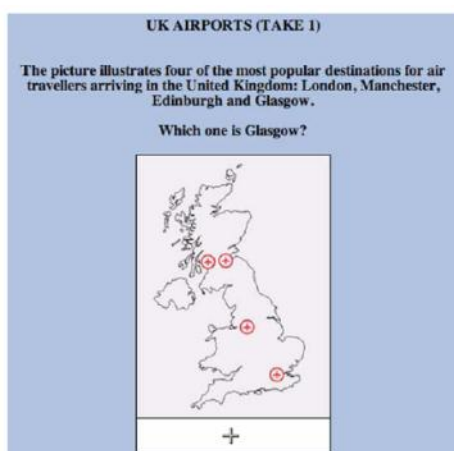 UK AIRPORTS (TAKE 1)
The picture illustrates four of the most popular destinations for air
travellers arriving in the United Kingdom: London, Manchester,
Edinburgh and Glasgow.
Which one is Glasgow?